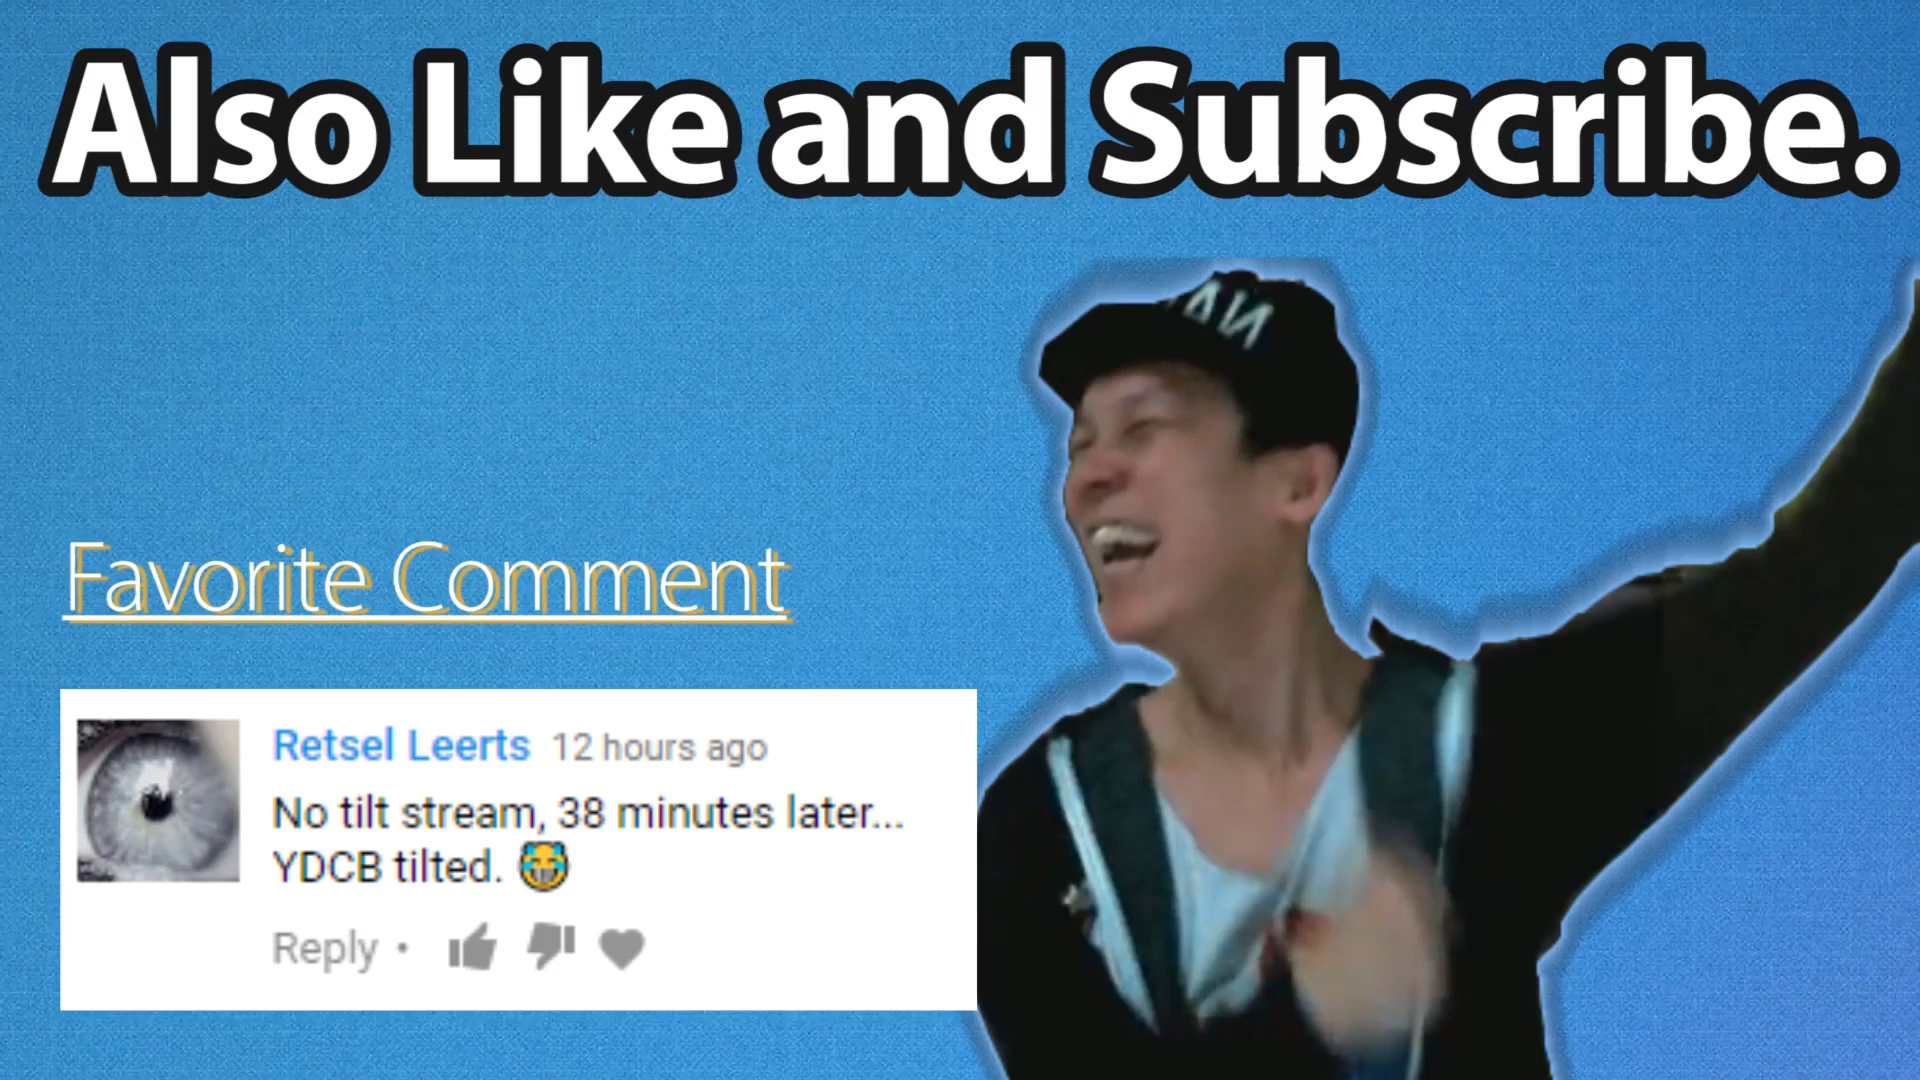 Also Like and Subscribe.
Favorite Comment
Retsel Leerts 12 hours ago
No tilt stream, 38 minutes later...
YDCB tilted. 😹
Reply •